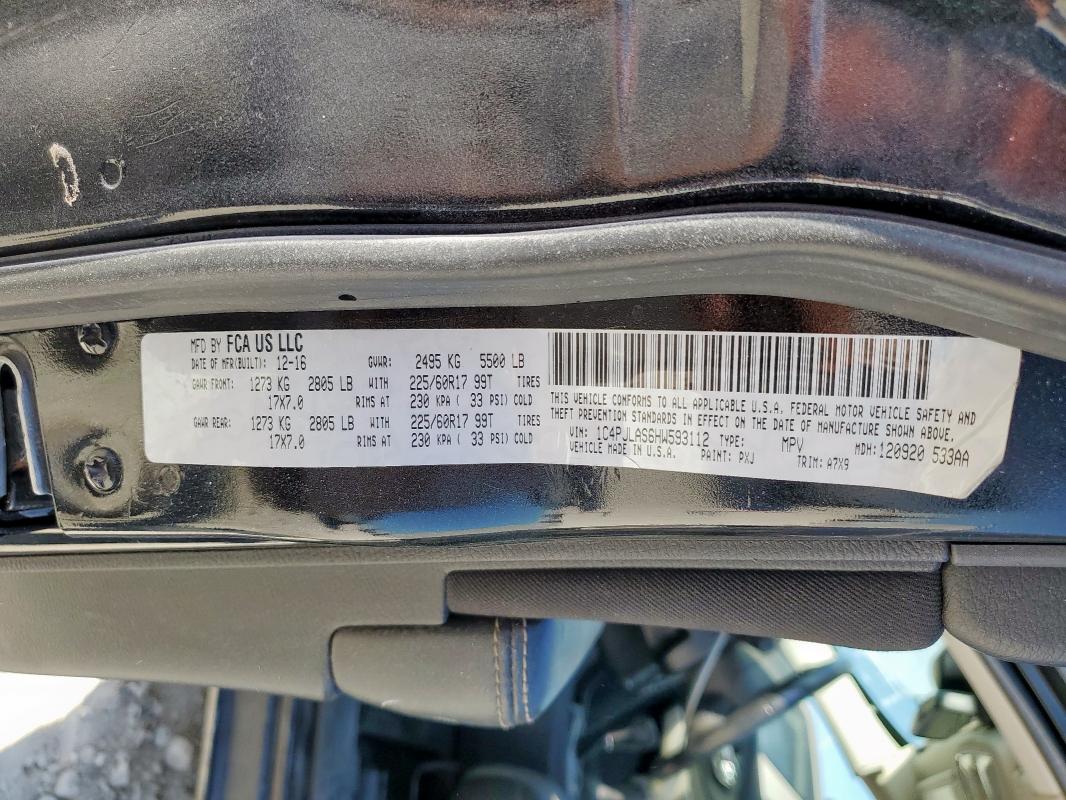 MFD BY FCA US LLC
DATE OF MFR(BUILT): 12-16 GVWR: 2495 KG 5500 LB
GAWR FRONT: 1273 KG 2805 LB WITH 225/60R17 99T TIRES
17X7.0 RIMS AT 230 KPA ( 33 PSI) COLD
GAWR REAR: 1273 KG 2805 LB WITH 225/60R17 99T TIRES
17X7.0 RIMS AT 230 KPA ( 33 PSI) COLD
THIS VEHICLE CONFORMS TO ALL APPLICABLE U.S.A. FEDERAL MOTOR VEHICLE SAFETY AND
THEFT PREVENTION STANDARDS IN EFFECT ON THE DATE OF MANUFACTURE SHOWN ABOVE.
VIN: 1C4PJLAS6HW593112 TYPE: MPV MDH:120920 533AA
VEHICLE MADE IN U.S.A. PAINT: PXJ TRIM: A7X9